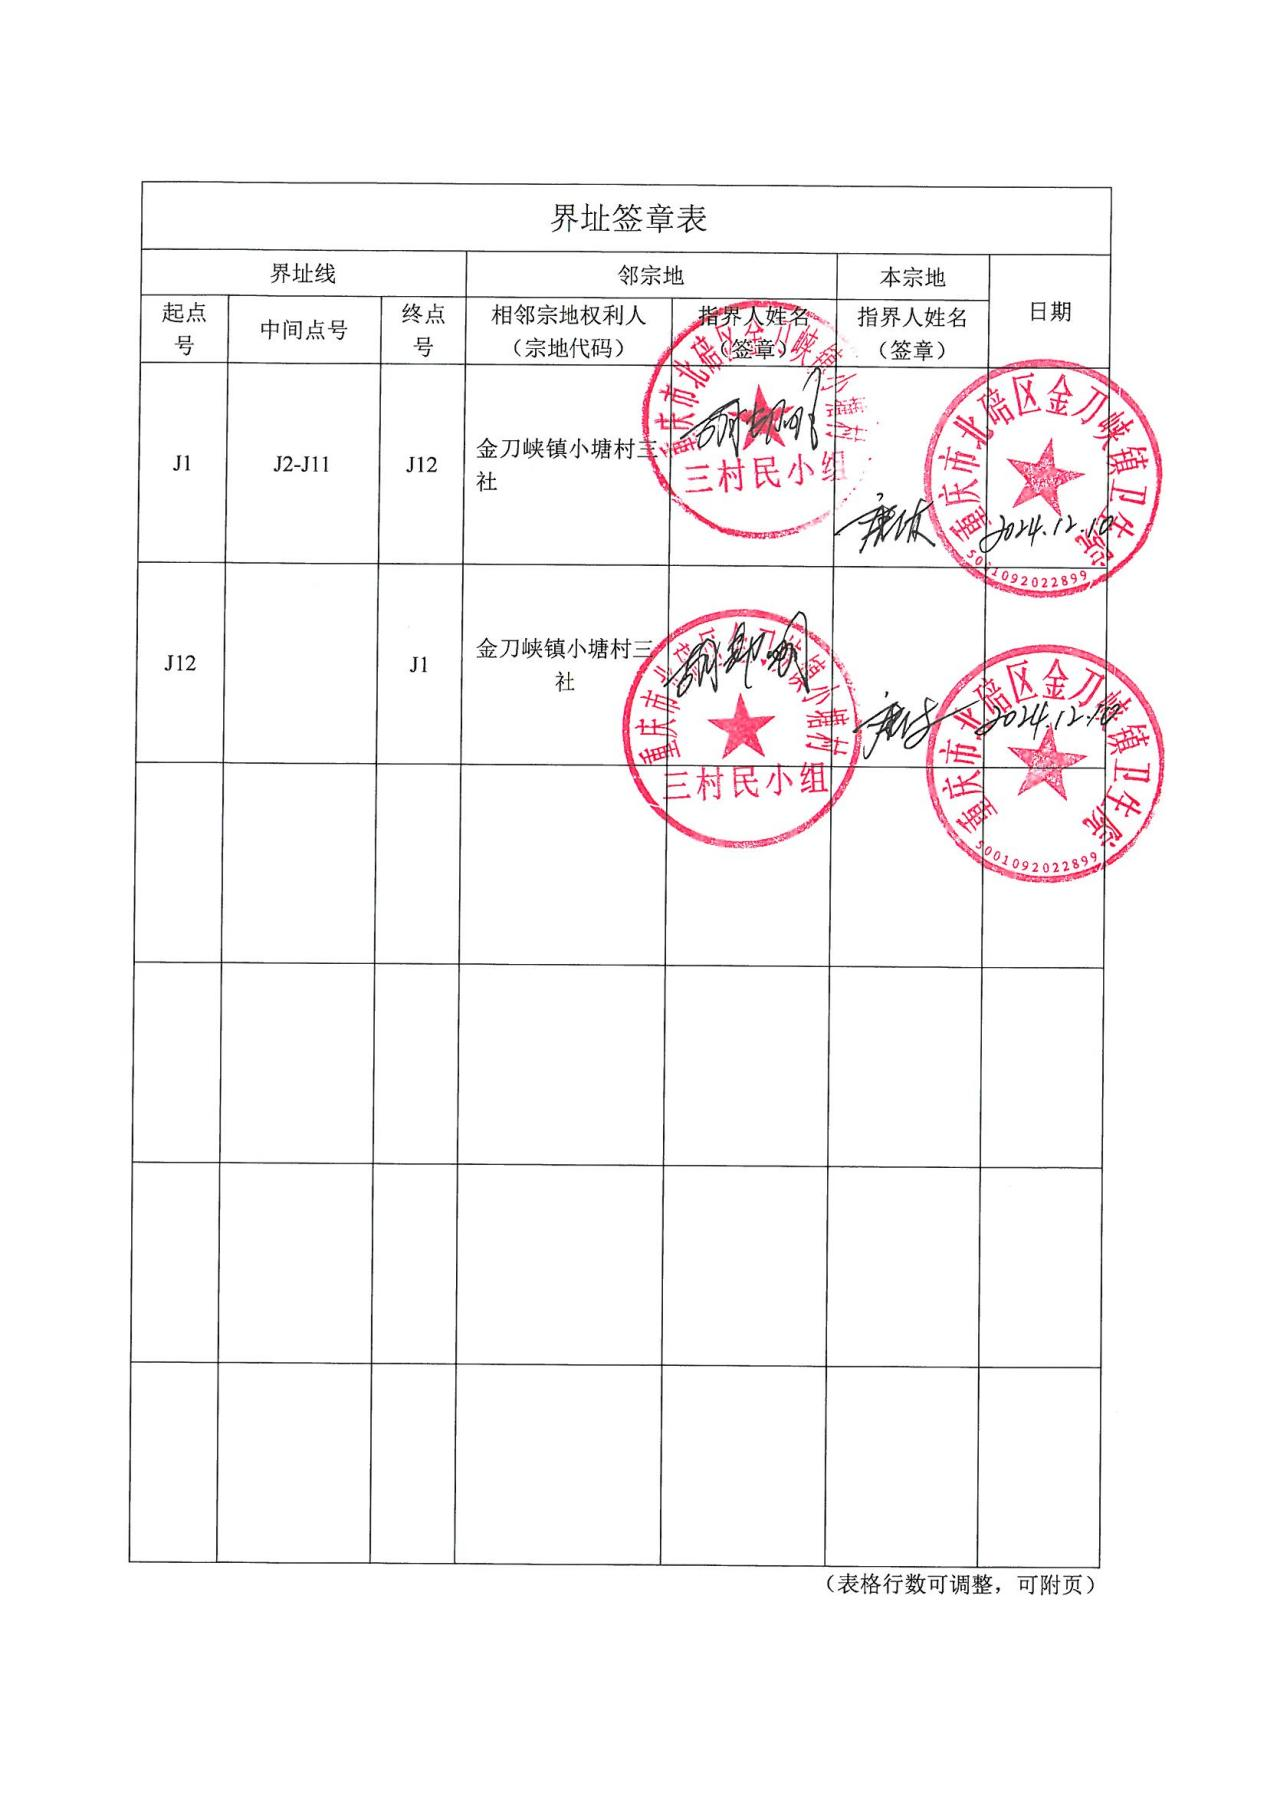 界址签章表
界址线
邻宗地
本宗地
日期
起点
号
中间点号
终点
号
相邻宗地权利人
（宗地代码）
指界人姓名
（签章）
指界人姓名
（签章）
J1
J2-J11
J12
金刀峡镇小塘村三
社
重庆市北碚区金刀峡镇小塘村
三村民小组
重庆市北碚区金刀峡镇卫生院
5001092022899
2024.12.10
J12
J1
金刀峡镇小塘村三
社
重庆市北碚区金刀峡镇小塘村
三村民小组
重庆市北碚区金刀峡镇卫生院
5001092022899
2024.12.10
（表格行数可调整，可附页）